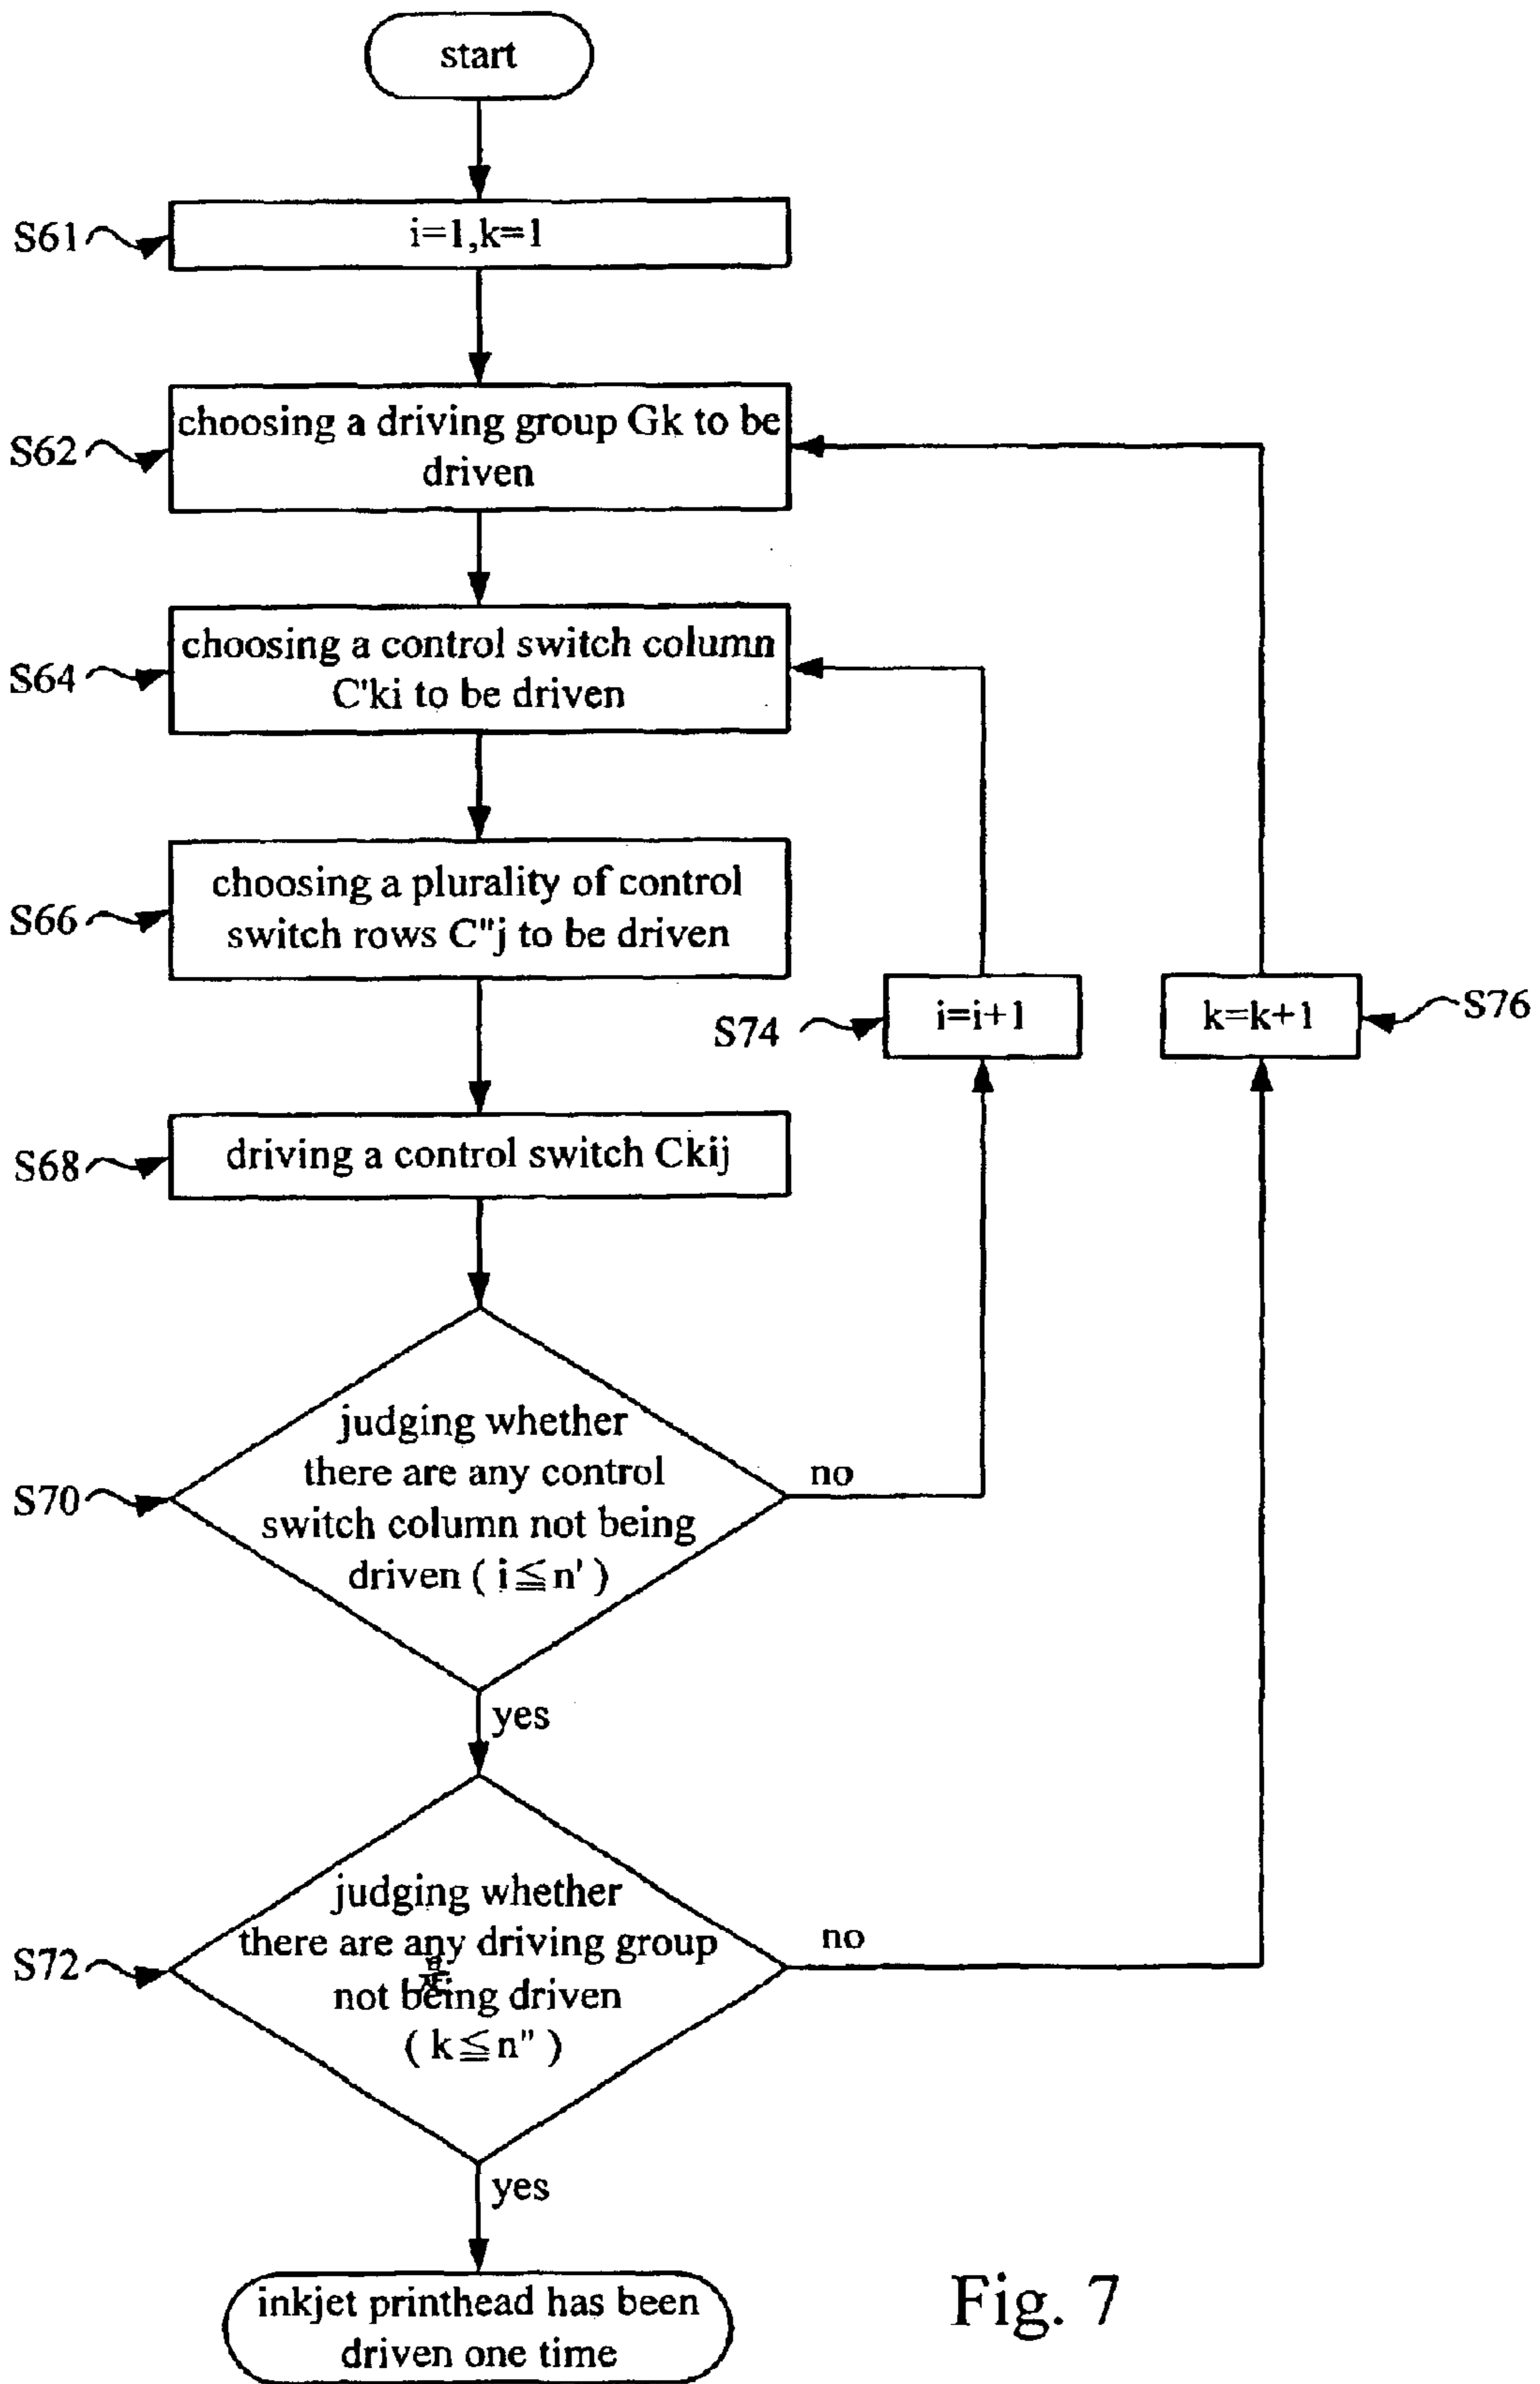 start
S61
i=1,k=1
S62
choosing a driving group Gk to be
driven
S64
choosing a control switch column
C'ki to be driven
S66
choosing a plurality of control
switch rows C"j to be driven
S74
i=i+1
k=k+1
S76
S68
driving a control switch Ckij
S70
judging whether
there are any control
switch column not being
driven ( i≦n' )
no
yes
S72
judging whether
there are any driving group
not being driven
( k≦n" )
no
是
yes
inkjet printhead has been
driven one time
Fig. 7